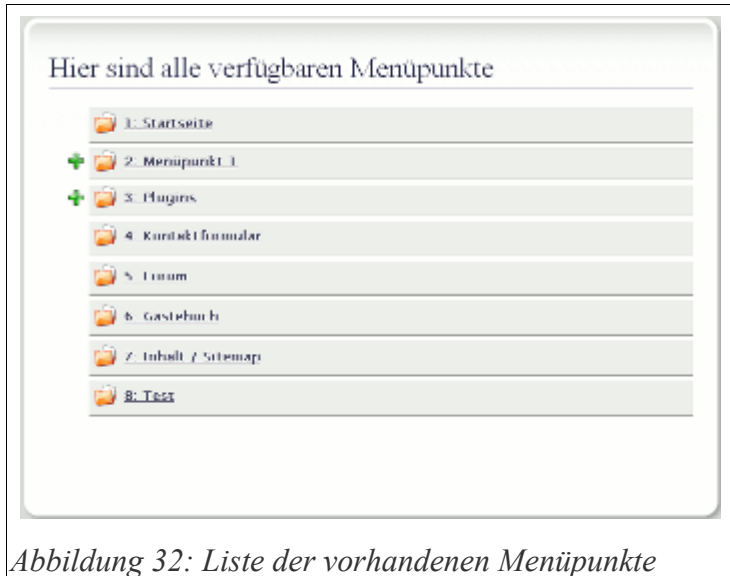 Hier sind alle verfügbaren Menüpunkte
1: Startseite
2: Menüpunkt 1
3: Plugins
4: Kontaktformular
5: Forum
6: Gästebuch
7: Inhalt / Sitemap
8: Test
Abbildung 32: Liste der vorhandenen Menüpunkte